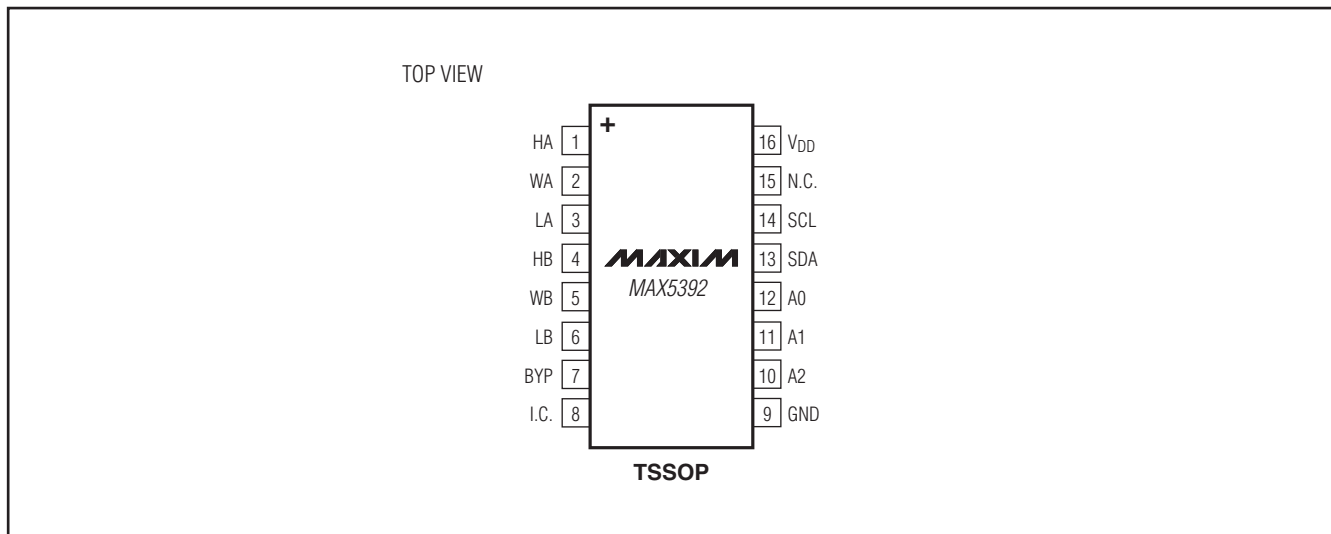 TOP VIEW
+
HA 1
16 VDD
WA 2
15 N.C.
LA 3
14 SCL
HB 4
13 SDA
MAXIM
MAX5392
WB 5
12 A0
LB 6
11 A1
BYP 7
10 A2
I.C. 8
9 GND
TSSOP